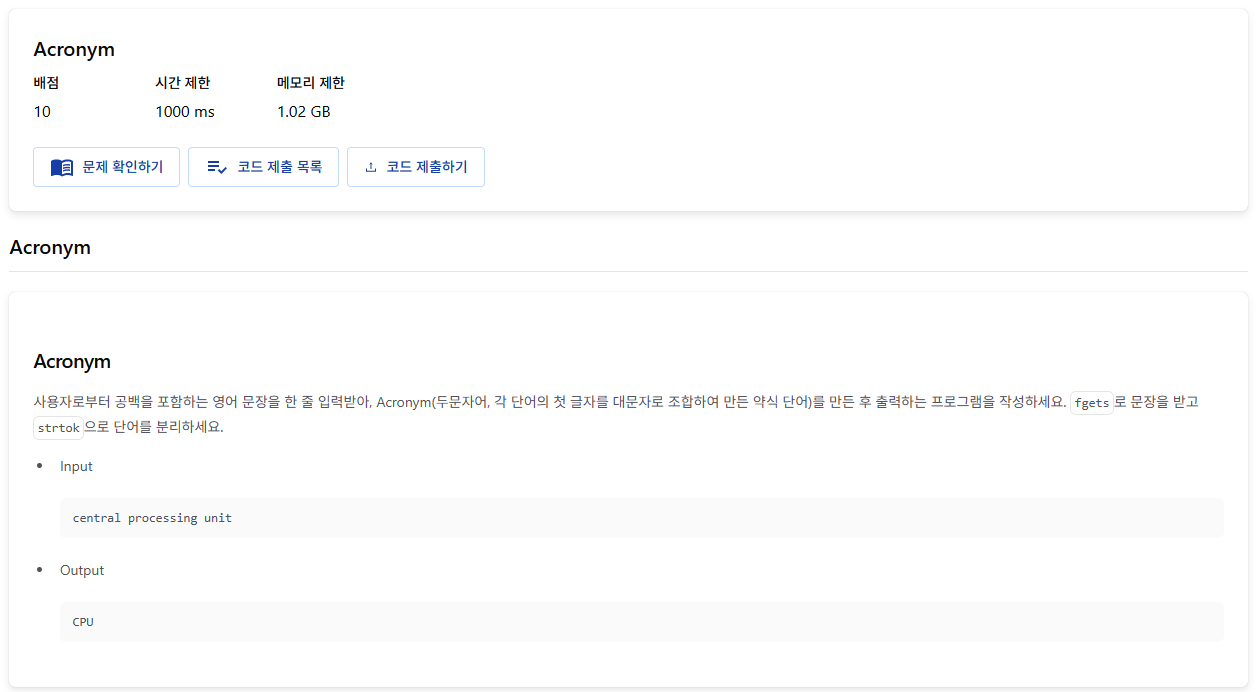 Acronym
배점 시간 제한 메모리 제한
10 1000 ms 1.02 GB
문제 확인하기 코드 제출 목록 코드 제출하기
Acronym
Acronym
사용자로부터 공백을 포함하는 영어 문장을 한 줄 입력받아, Acronym(두문자어, 각 단어의 첫 글자를 대문자로 조합하여 만든 약식 단어)를 만든 후 출력하는 프로그램을 작성하세요. fgets로 문장을 받고
strtok으로 단어를 분리하세요.
• Input
central processing unit
• Output
CPU